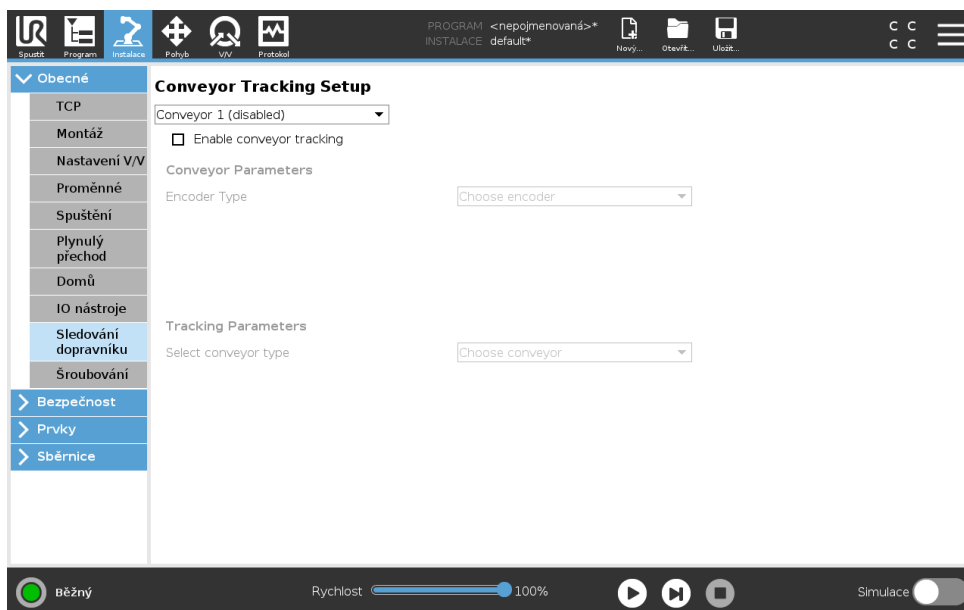 PROGRAM <nepojmenovaná>*
INSTALACE default*
Spustit Program Instalace Pohyb V/V Protokol Nový... Otevřít... Uložit...
C C
C C
Obecné
TCP
Montáž
Nastavení V/V
Proměnné
Spuštění
Plynulý
přechod
Domů
IO nástroje
Sledování
dopravníku
Šroubování
Bezpečnost
Prvky
Sběrnice
Conveyor Tracking Setup
Conveyor 1 (disabled)
Enable conveyor tracking
Conveyor Parameters
Encoder Type Choose encoder
Tracking Parameters
Select conveyor type Choose conveyor
Běžný Rychlost 100% Simulace